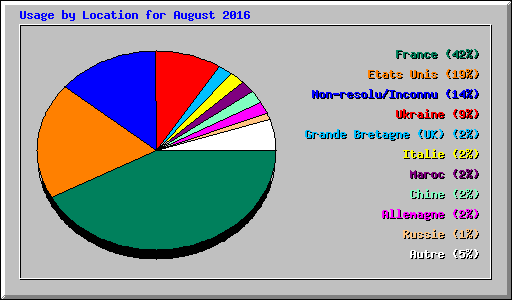 Usage by Location for August 2016
France (42%)
Etats Unis (19%)
Non-resolu/Inconnu (14%)
Ukraine (9%)
Grande Bretagne (UK) (2%)
Italie (2%)
Maroc (2%)
Chine (2%)
Allemagne (2%)
Russie (1%)
Autre (5%)